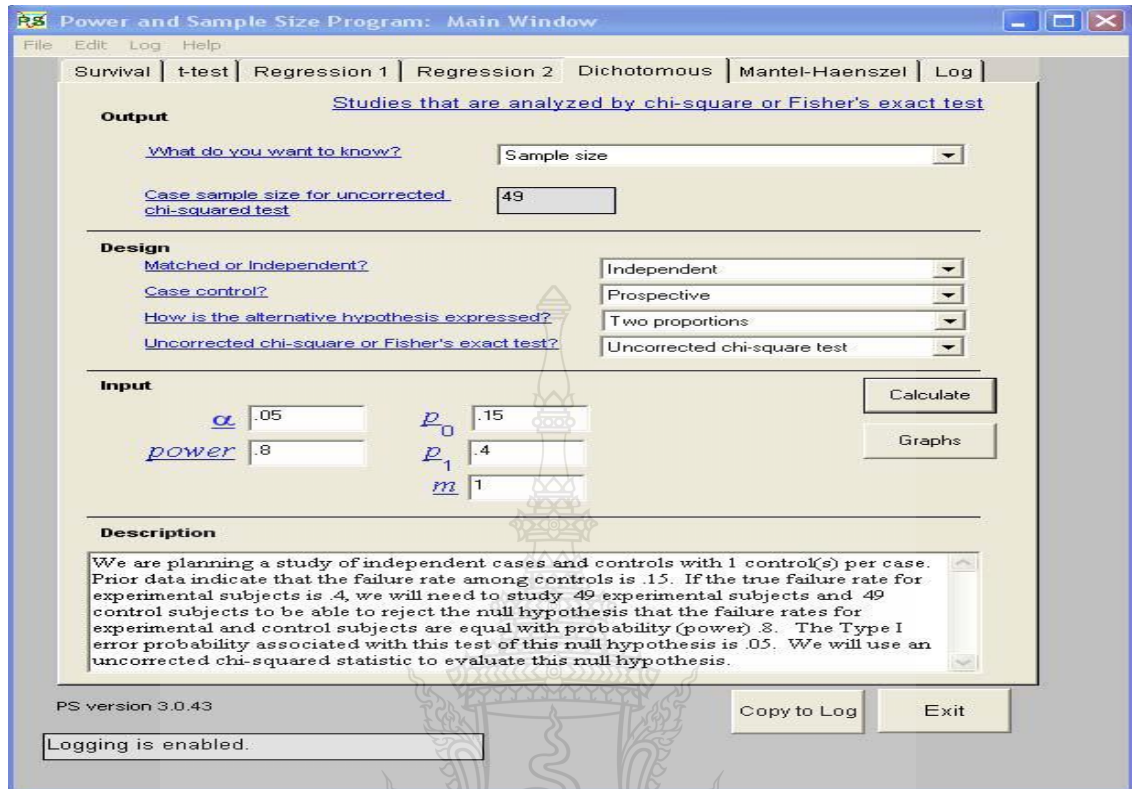 PS Power and Sample Size Program: Main Window
File Edit Log Help
Survival t-test Regression 1 Regression 2 Dichotomous Mantel-Haenszel Log
Studies that are analyzed by chi-square or Fisher's exact test
Output
What do you want to know? Sample size
Case sample size for uncorrected chi-squared test 49
Design
Matched or Independent? Independent
Case control? Prospective
How is the alternative hypothesis expressed? Two proportions
Uncorrected chi-square or Fisher's exact test? Uncorrected chi-square test
Input
Calculate
α .05 p0 .15
Graphs
power .8 p1 .4
m 1
Description
We are planning a study of independent cases and controls with 1 control(s) per case.
Prior data indicate that the failure rate among controls is .15. If the true failure rate for
experimental subjects is .4, we will need to study 49 experimental subjects and 49
control subjects to be able to reject the null hypothesis that the failure rates for
experimental and control subjects are equal with probability (power) .8. The Type I
error probability associated with this test of this null hypothesis is .05. We will use an
uncorrected chi-squared statistic to evaluate this null hypothesis.
PS version 3.0.43
Copy to Log Exit
Logging is enabled.